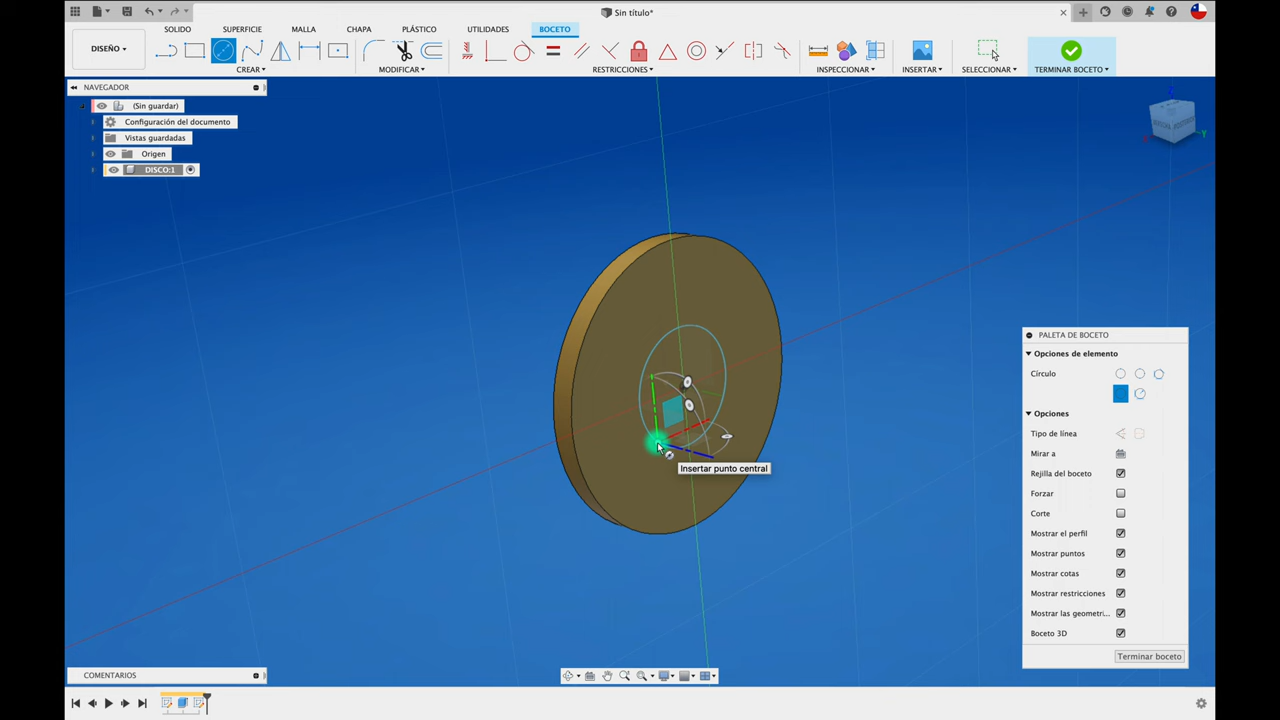 Sin título*
SOLIDO
SUPERFICIE
MALLA
CHAPA
PLÁSTICO
UTILIDADES
BOCETO
DISEÑO
CREAR
MODIFICAR
RESTRICCIONES
INSPECCIONAR
INSERTAR
SELECCIONAR
TERMINAR BOCETO
NAVEGADOR
(Sin guardar)
Configuración del documento
Vistas guardadas
Origen
DISCO:1
Insertar punto central
PALETA DE BOCETO
Opciones de elemento
Círculo
Opciones
Tipo de línea
Mirar a
Rejilla del boceto
Forzar
Corte
Mostrar el perfil
Mostrar puntos
Mostrar cotas
Mostrar restricciones
Mostrar las geometrí...
Boceto 3D
Terminar boceto
COMENTARIOS